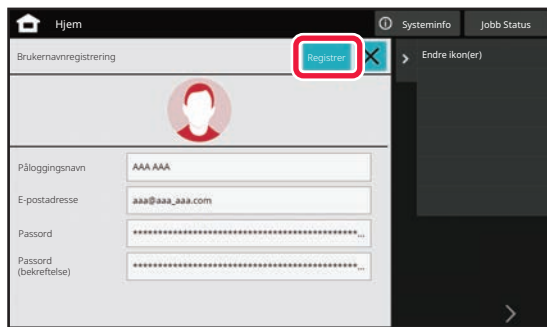 Hjem
Systeminfo
Jobb Status
Brukernavnregistrering
Registrer
Endre ikon(er)
Påloggingsnavn
AAA AAA
E-postadresse
aaa@aaa_aaa.com
Passord
**********************************************...
Passord
(bekreftelse)
**********************************************...